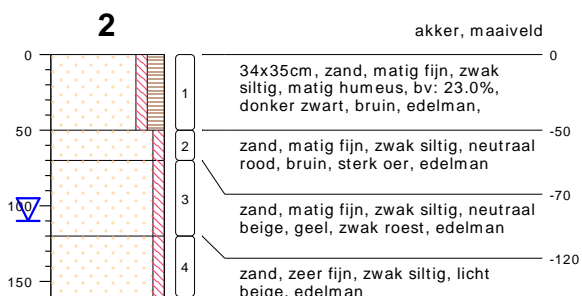 2
akker, maaiveld
0
0
34x35cm, zand, matig fijn, zwak
siltig, matig humeus, bv: 23.0%,
donker zwart, bruin, edelman,
1
50
-50
2
zand, matig fijn, zwak siltig, neutraal
rood, bruin, sterk oer, edelman
-70
3
100
zand, matig fijn, zwak siltig, neutraal
beige, geel, zwak roest, edelman
-120
4
150
zand, zeer fijn, zwak siltig, licht
beige, edelman